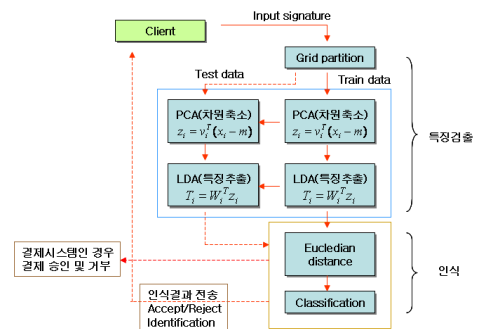 Input signature
Client
Grid partition
Test data
Train data
PCA(차원축소)
z_i = v_i^T(x_i - m)
PCA(차원축소)
z_i = v_i^T(x_i - m)
특징검출
LDA(특징추출)
T_i = W_i^T z_i
LDA(특징추출)
T_i = W_i^T z_i
Eucledian
distance
인식
결제시스템인 경우
결제 승인 및 거부
인식결과 전송
Accept/Reject
Identification
Classification